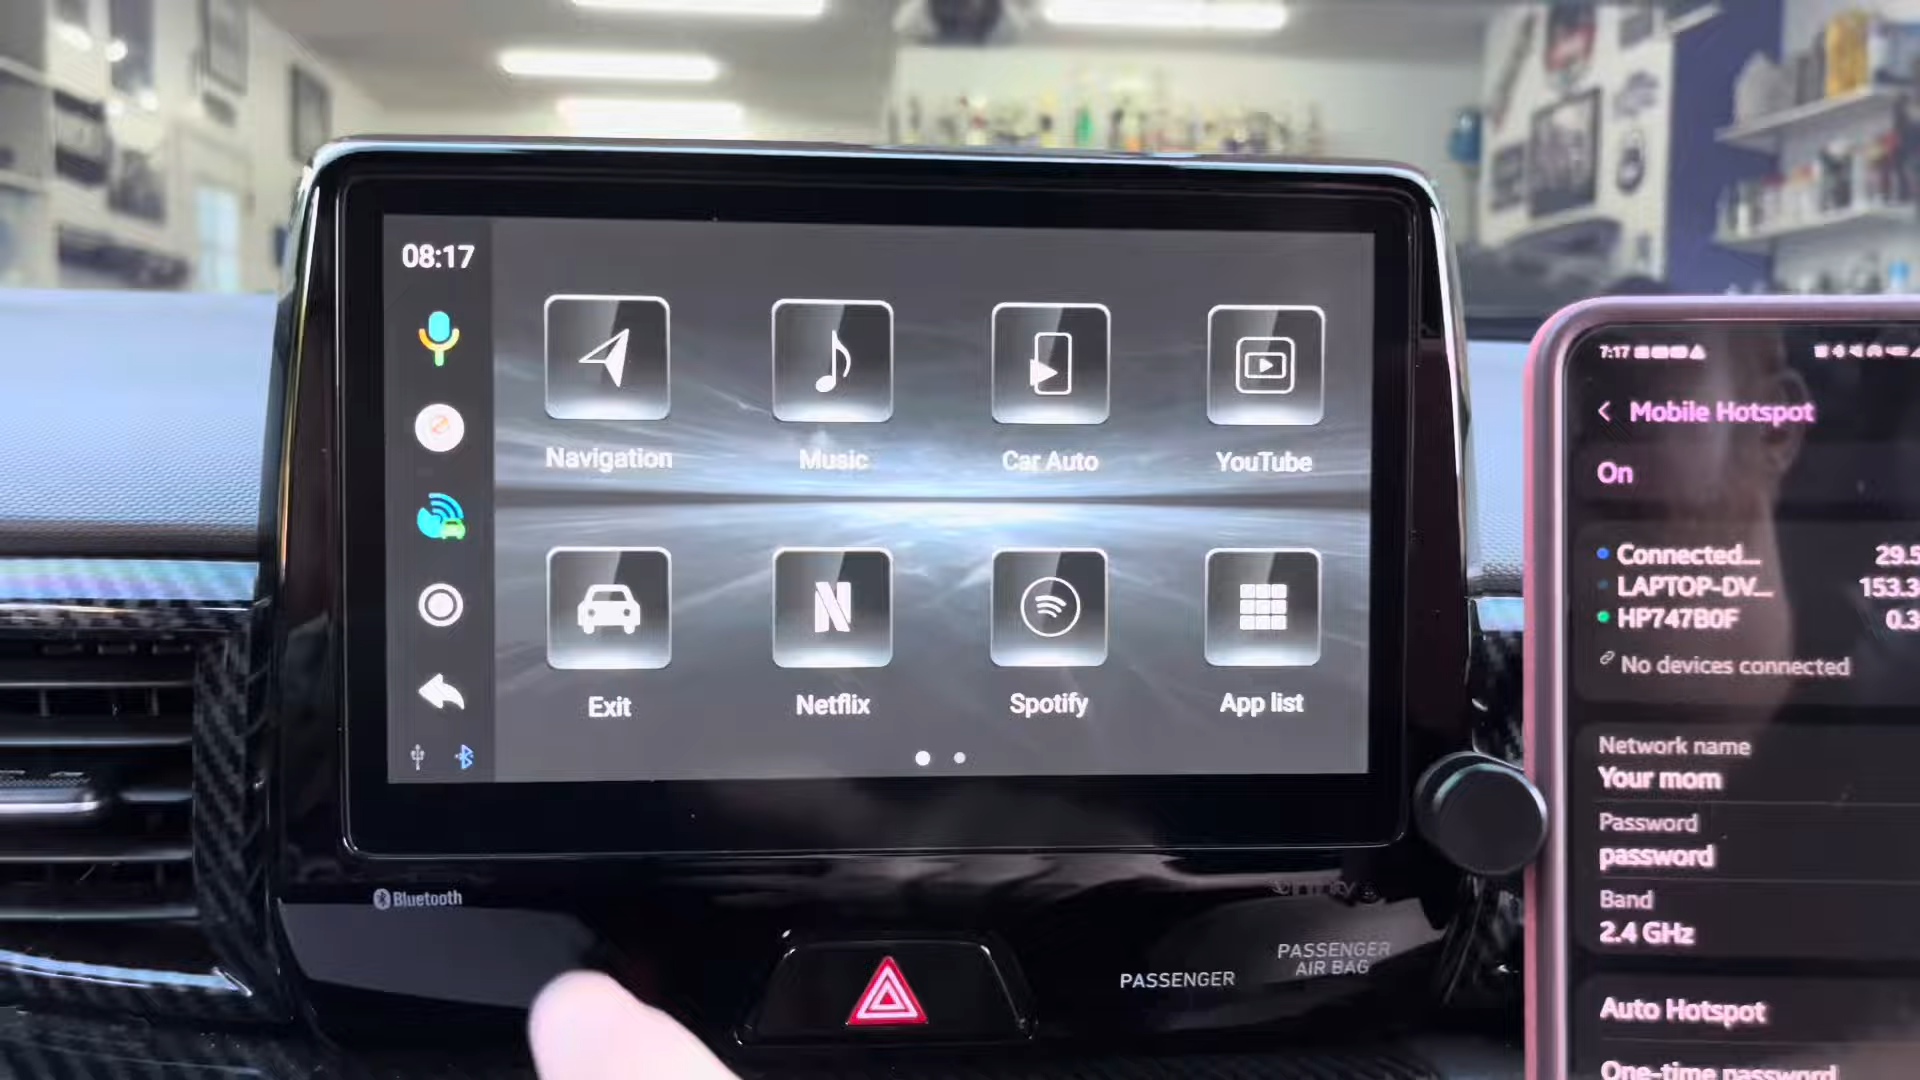 08:17
Navigation
Music
Car Auto
YouTube
Exit
Netflix
Spotify
App list
Bluetooth
PASSENGER
PASSENGER
AIR BAG
7:17
Mobile Hotspot
On
Connected... 29.5
LAPTOP-DV... 153.3
HP747B0F 0.3
No devices connected
Network name
Your mom
Password
password
Band
2.4 GHz
Auto Hotspot
One-time password